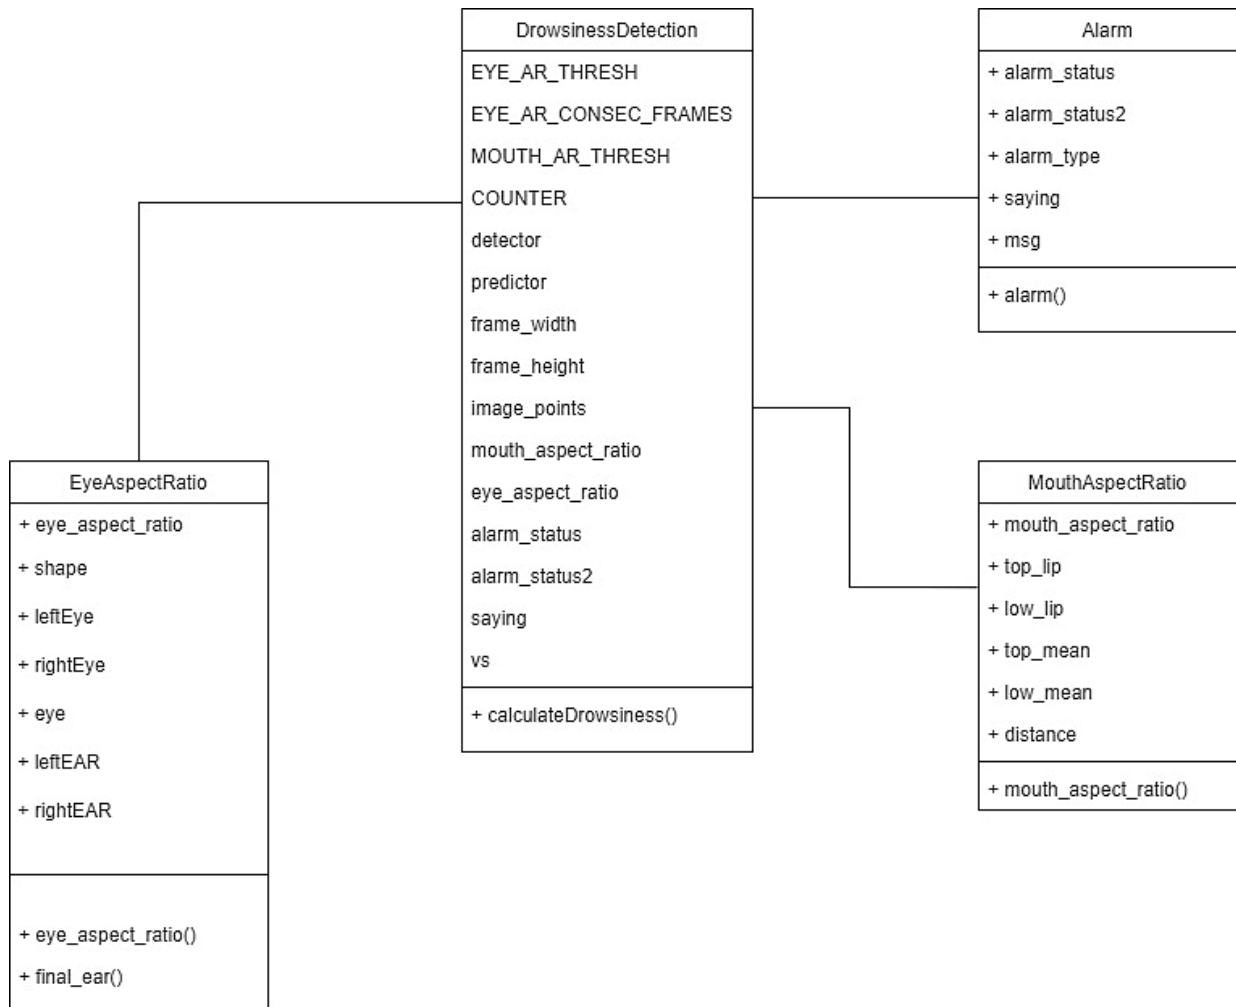 DrowsinessDetection
EYE_AR_THRESH
EYE_AR_CONSEC_FRAMES
MOUTH_AR_THRESH
COUNTER
detector
predictor
frame_width
frame_height
image_points
mouth_aspect_ratio
eye_aspect_ratio
alarm_status
alarm_status2
saying
vs
+ calculateDrowsiness()
Alarm
+ alarm_status
+ alarm_status2
+ alarm_type
+ saying
+ msg
+ alarm()
EyeAspectRatio
+ eye_aspect_ratio
+ shape
+ leftEye
+ rightEye
+ eye
+ leftEAR
+ rightEAR
+ eye_aspect_ratio()
+ final_ear()
MouthAspectRatio
+ mouth_aspect_ratio
+ top_lip
+ low_lip
+ top_mean
+ low_mean
+ distance
+ mouth_aspect_ratio()